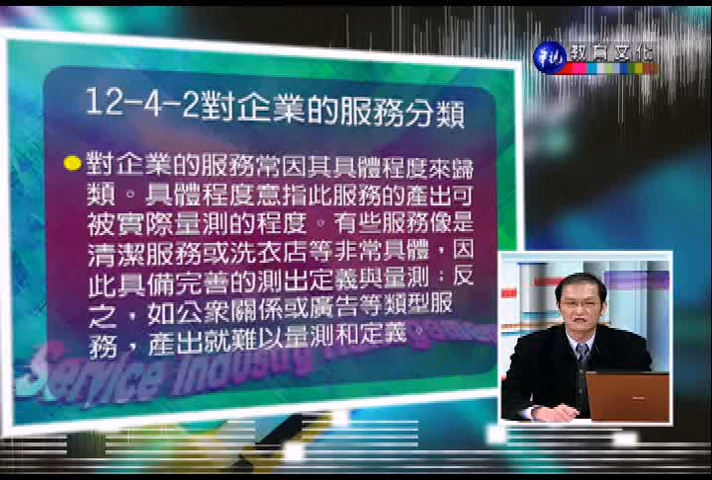 華視
教育文化
12-4-2對企業的服務分類
對企業的服務常因其具體程度來歸
類。具體程度意指此服務的產出可
被實際量測的程度。有些服務像是
清潔服務或洗衣店等非常具體，因
此具備完善的測出定義與量測；反
之，如公眾關係或廣告等類型服
務，產出就難以量測和定義。
Service Industry Management